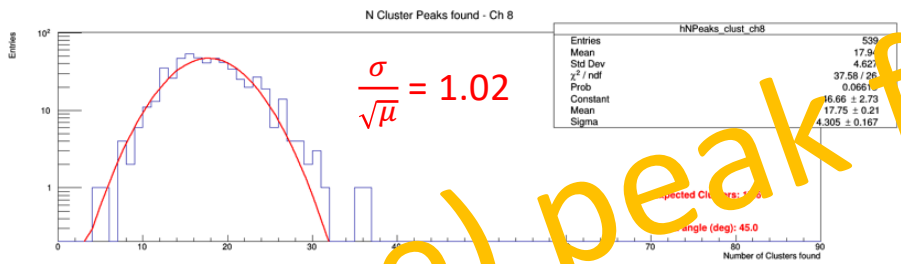 N Cluster Peaks found - Ch 8
Entries
10²
10
1
0 10 20 30 40 70 80 90
Number of Clusters found
σ/√μ = 1.02
hNPeaks_clust_ch8
Entries 539
Mean 17.94
Std Dev 4.627
χ² / ndf 37.58 / 26
Prob 0.0661
Constant 46.66 ± 2.73
Mean 17.75 ± 0.21
Sigma 4.305 ± 0.167
angle (deg): 45.0
peak